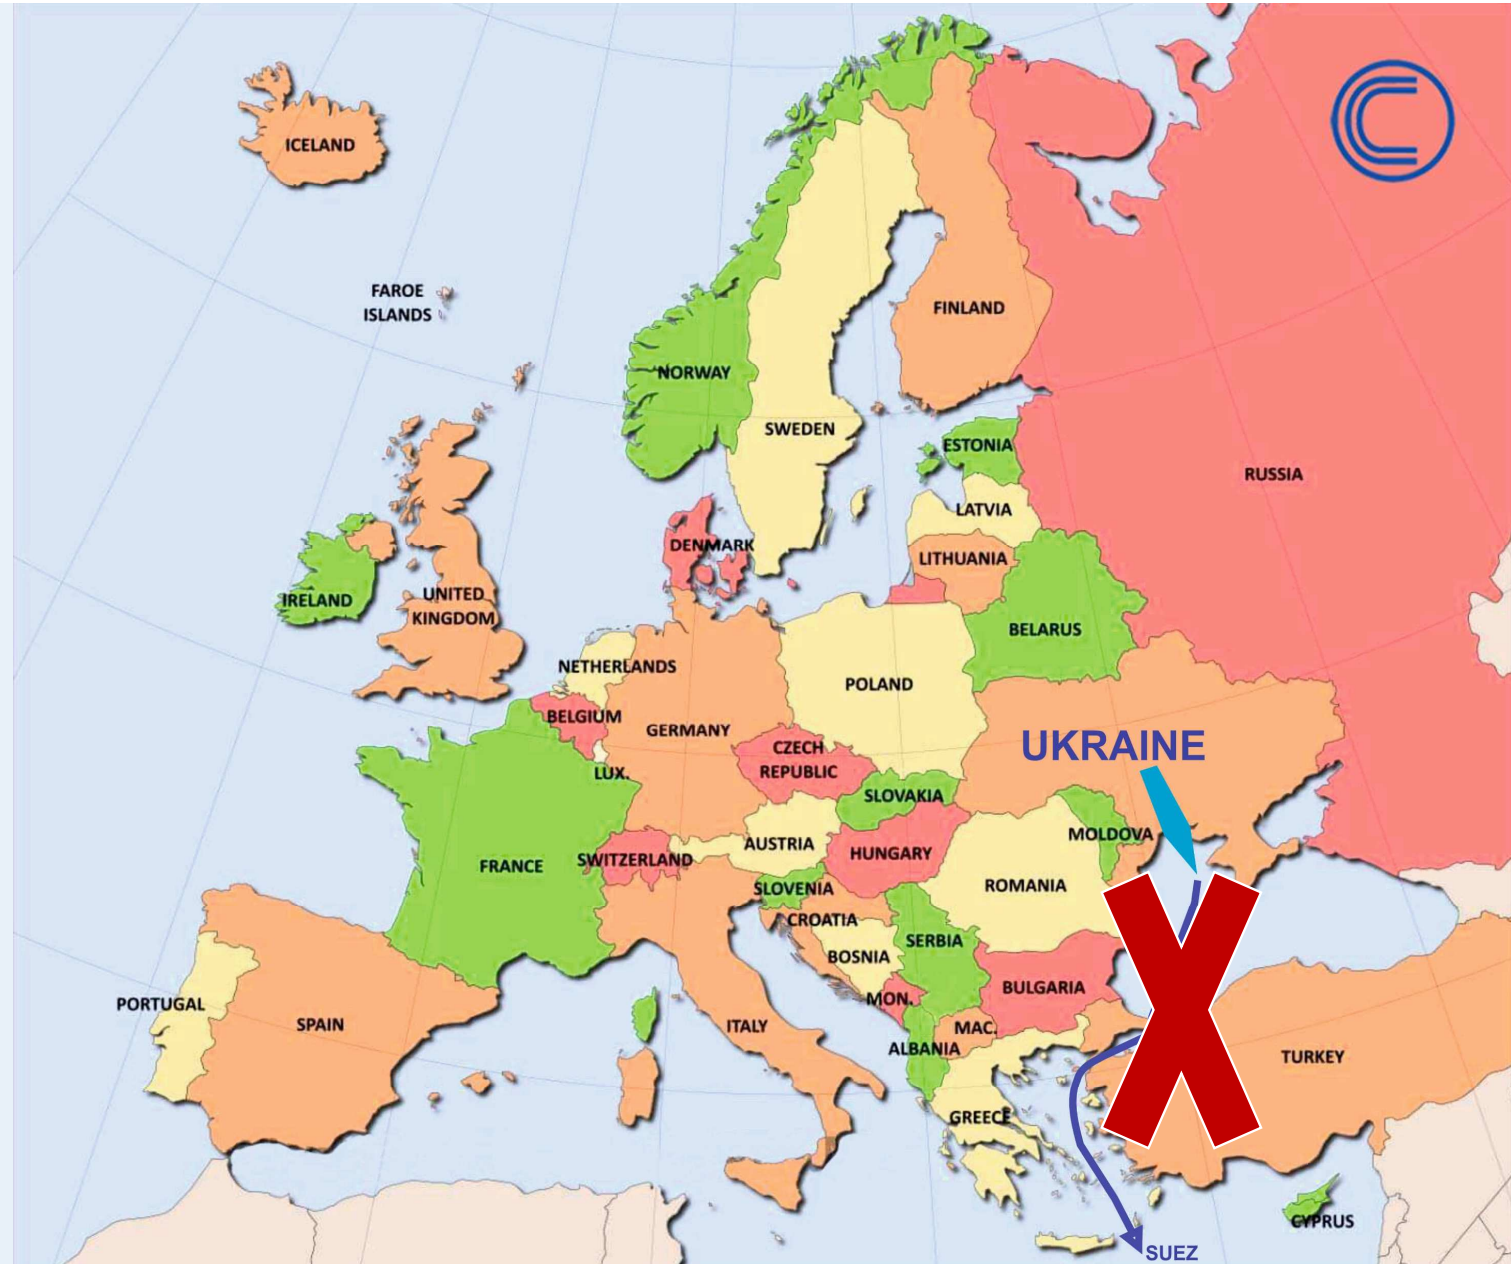 ICELAND
FAROE
ISLANDS
NORWAY
FINLAND
SWEDEN
ESTONIA
RUSSIA
LATVIA
DENMARK
LITHUANIA
IRELAND
UNITED
KINGDOM
BELARUS
NETHERLANDS
POLAND
BELGIUM
GERMANY
UKRAINE
CZECH
REPUBLIC
LUX.
SLOVAKIA
MOLDOVA
AUSTRIA
HUNGARY
SWITZERLAND
FRANCE
ROMANIA
SLOVENIA
CROATIA
SERBIA
BOSNIA
BULGARIA
MON.
PORTUGAL
SPAIN
ITALY
MAC.
ALBANIA
TURKEY
GREECE
CYPRUS
SUEZ